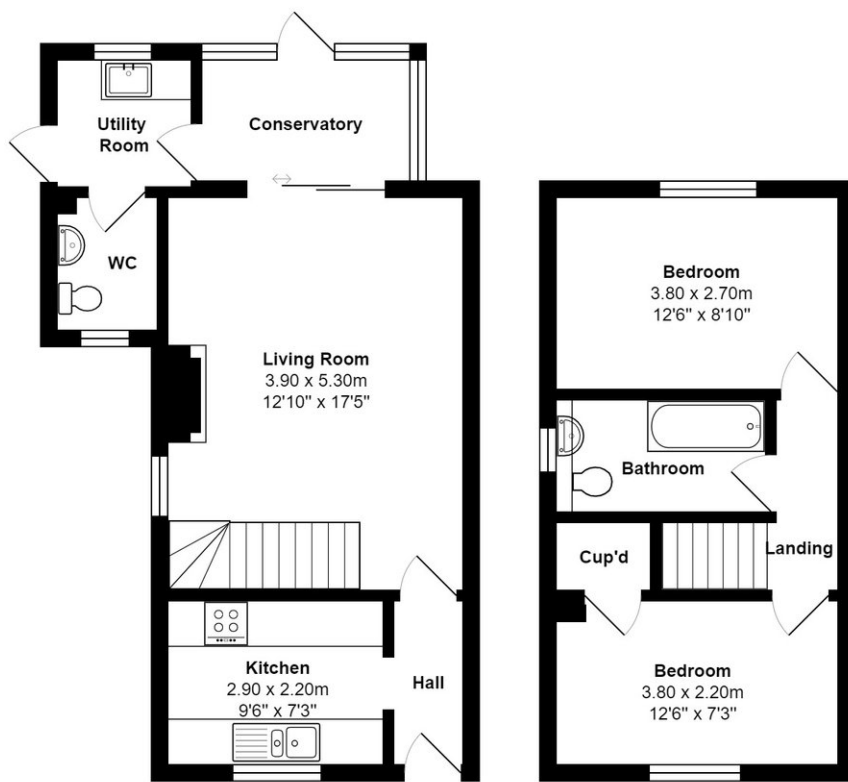 Utility
Room
Conservatory
WC
Living Room
3.90 x 5.30m
12'10" x 17'5"
Kitchen
2.90 x 2.20m
9'6" x 7'3"
Hall
Bedroom
3.80 x 2.70m
12'6" x 8'10"
Bathroom
Cup'd
Landing
Bedroom
3.80 x 2.20m
12'6" x 7'3"